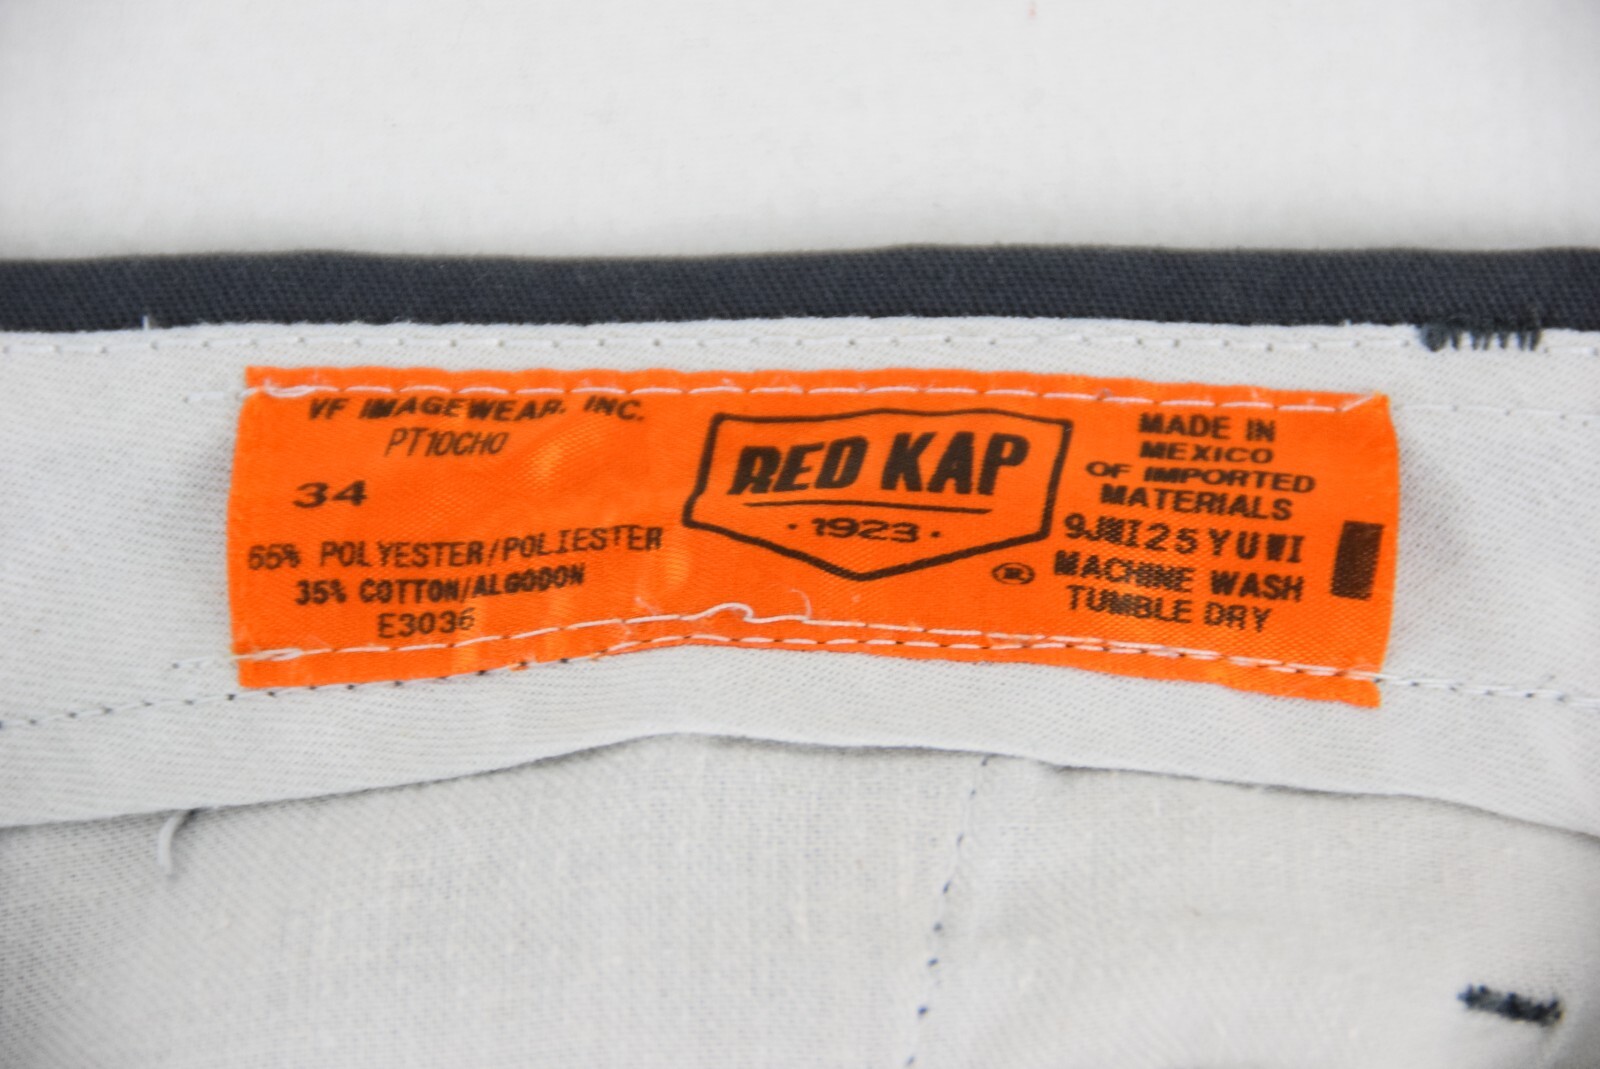 VF IMAGEWEAR, INC.
PT10CH0
34
65% POLYESTER/POLIESTER
35% COTTON/ALGODON
E3036
RED KAP
· 1923 ·
®
MADE IN
MEXICO
OF IMPORTED
MATERIALS
9JWI25YUWI
MACHINE WASH
TUMBLE DRY